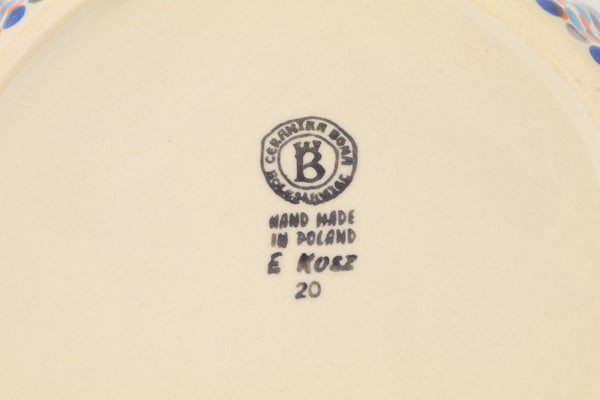 CERAMIKA BONA
B
HAND MADE
IN POLAND
E KOSZ
20